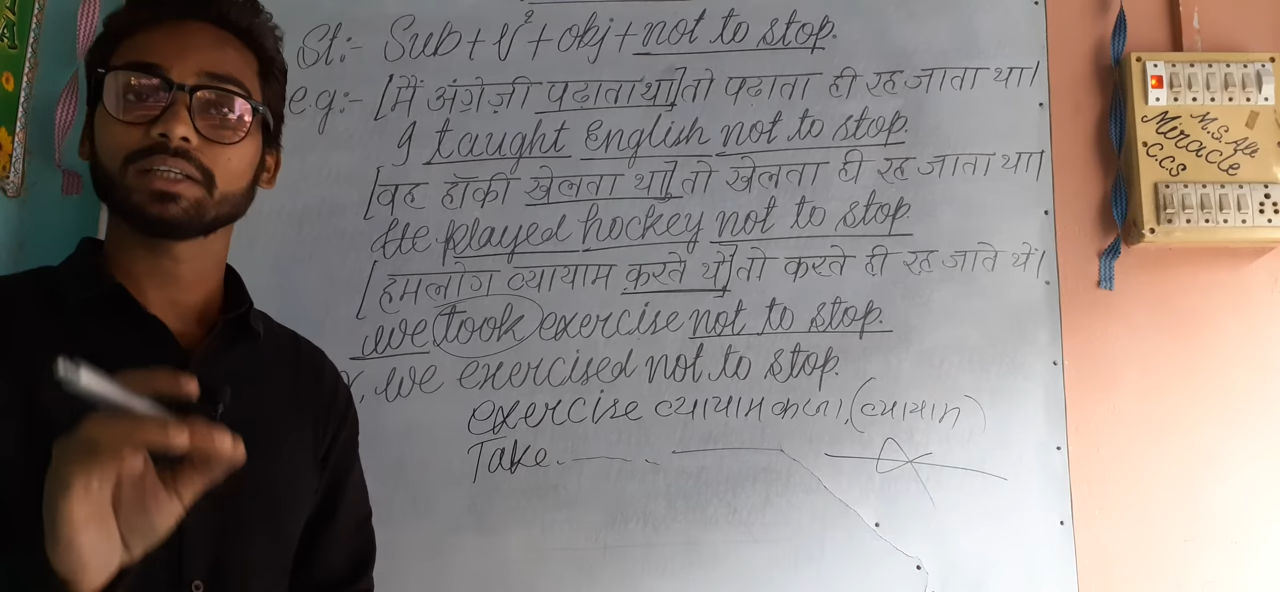 St:- Sub + V² + obj + not to stop.
e.g:- [मैं अंग्रेज़ी पढ़ाता था] तो पढ़ाता ही रह जाता था।
I taught English not to stop.
[वह हॉकी खेलता था] तो खेलता ही रह जाता था।
He played hockey not to stop
[हमलोग व्यायाम करते थे] तो करते ही रह जाते थें।
we took exercise not to stop.
we exercised not to stop.
exercise व्यायाम करना, (व्यायाम)
Take
M.S. Ali
Miracle
C.C.S